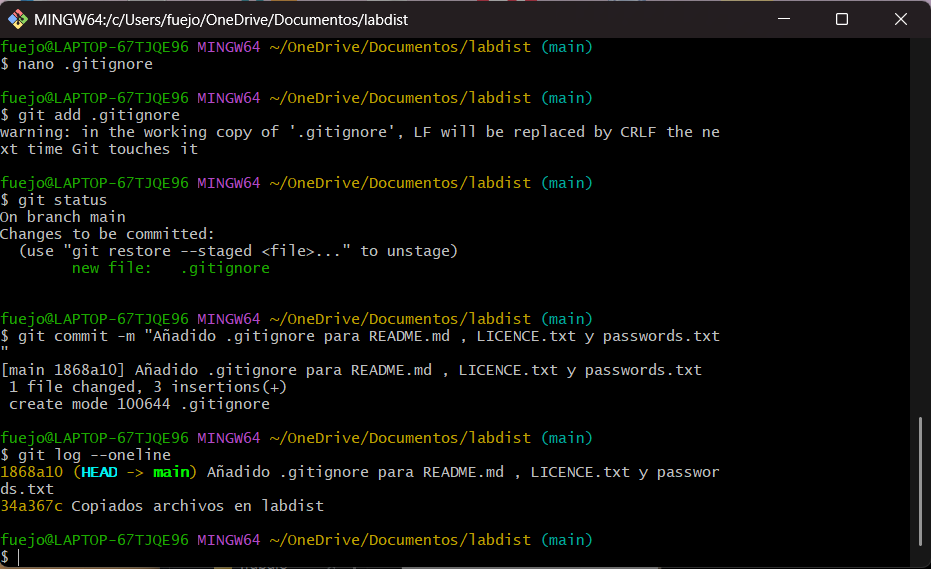 MINGW64:/c/Users/fuejo/OneDrive/Documentos/labdist
fuejo@LAPTOP-67TJQE96 MINGW64 ~/OneDrive/Documentos/labdist (main)
$ nano .gitignore
fuejo@LAPTOP-67TJQE96 MINGW64 ~/OneDrive/Documentos/labdist (main)
$ git add .gitignore
warning: in the working copy of '.gitignore', LF will be replaced by CRLF the ne
xt time Git touches it
fuejo@LAPTOP-67TJQE96 MINGW64 ~/OneDrive/Documentos/labdist (main)
$ git status
On branch main
Changes to be committed:
  (use "git restore --staged <file>..." to unstage)
        new file:   .gitignore
fuejo@LAPTOP-67TJQE96 MINGW64 ~/OneDrive/Documentos/labdist (main)
$ git commit -m "Añadido .gitignore para README.md , LICENCE.txt y passwords.txt
"
[main 1868a10] Añadido .gitignore para README.md , LICENCE.txt y passwords.txt
 1 file changed, 3 insertions(+)
 create mode 100644 .gitignore
fuejo@LAPTOP-67TJQE96 MINGW64 ~/OneDrive/Documentos/labdist (main)
$ git log --oneline
1868a10 (HEAD -> main) Añadido .gitignore para README.md , LICENCE.txt y passwor
ds.txt
34a367c Copiados archivos en labdist
fuejo@LAPTOP-67TJQE96 MINGW64 ~/OneDrive/Documentos/labdist (main)
$